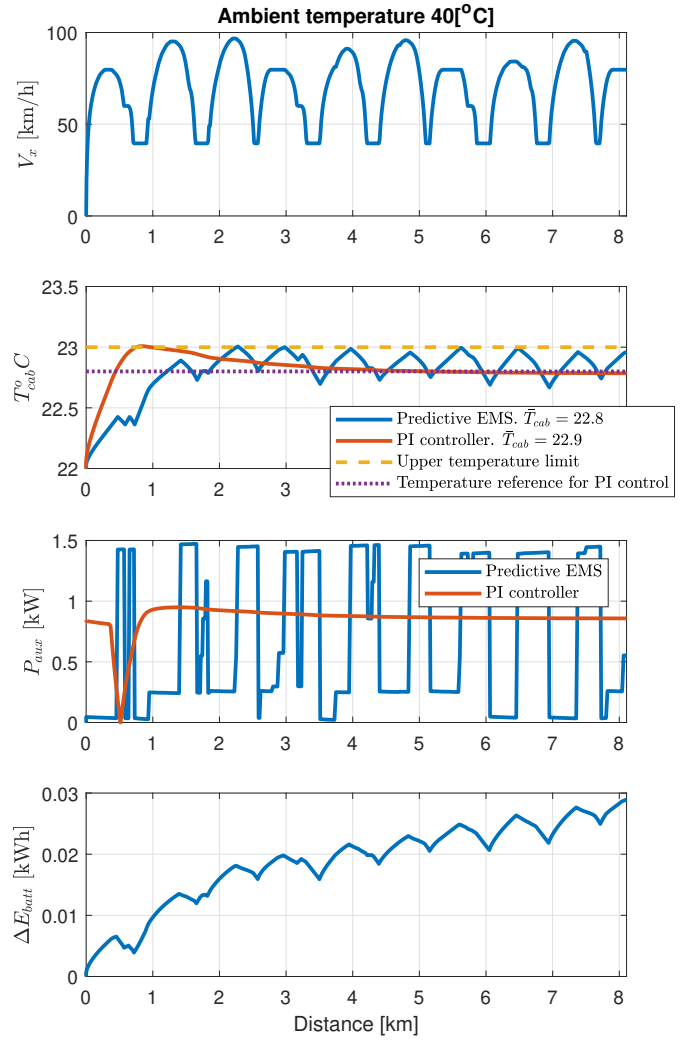 Ambient temperature 40[°C]
100
50
0
V_x [km/h]
0 1 2 3 4 5 6 7 8
23.5
23
22.5
22
T^o_cab C
0 1 2 3
Predictive EMS. T̄_cab = 22.8
PI controller. T̄_cab = 22.9
Upper temperature limit
Temperature reference for PI control
1.5
1
0.5
0
P_aux [kW]
Predictive EMS
PI controller
0 1 2 3 4 5 6 7 8
0.03
0.02
0.01
0
ΔE_batt [kWh]
0 1 2 3 4 5 6 7 8
Distance [km]